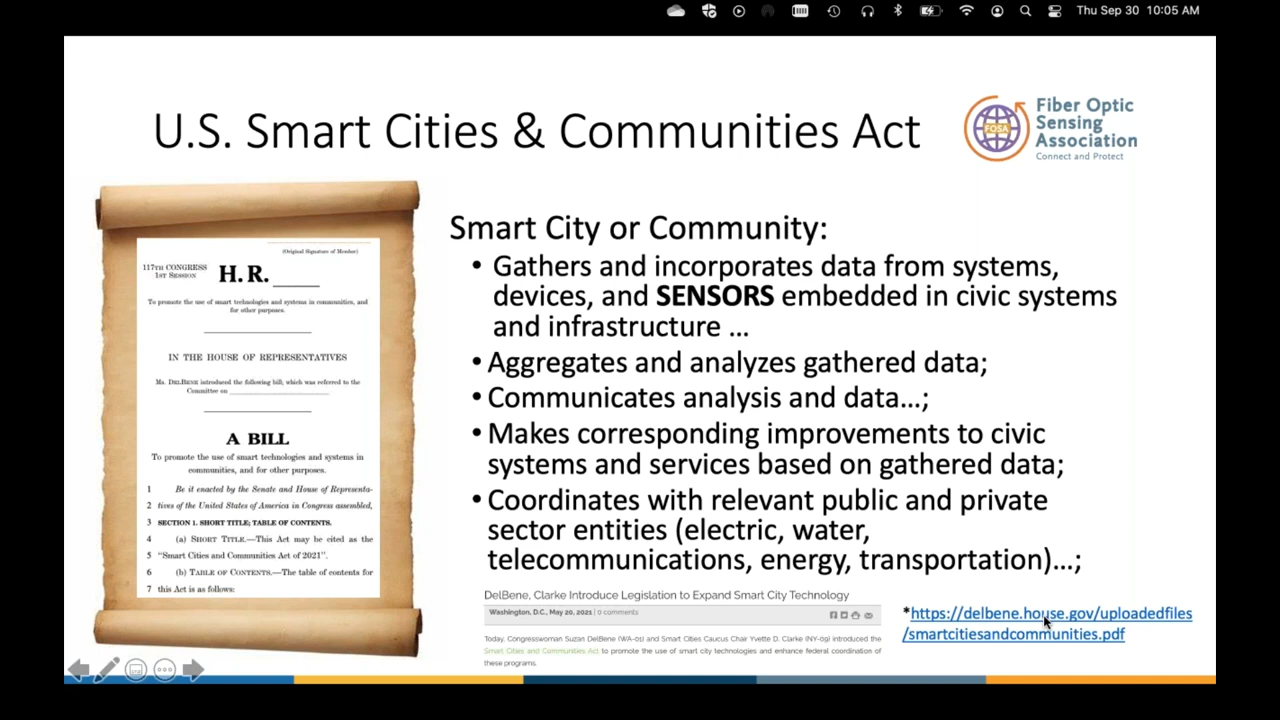 Thu Sep 30 10:05 AM
U.S. Smart Cities & Communities Act
FOSA
Fiber Optic
Sensing
Association
Connect and Protect
(Original Signature of Member)
117TH CONGRESS
1ST SESSION
H. R. ______
To promote the use of smart technologies and systems in communities, and
for other purposes.
IN THE HOUSE OF REPRESENTATIVES
Ms. DELBENE introduced the following bill; which was referred to the
Committee on ______________
A BILL
To promote the use of smart technologies and systems in
communities, and for other purposes.
1 Be it enacted by the Senate and House of Representa-
2 tives of the United States of America in Congress assembled,
3 SECTION 1. SHORT TITLE; TABLE OF CONTENTS.
4 (a) SHORT TITLE.—This Act may be cited as the
5 “Smart Cities and Communities Act of 2021”.
6 (b) TABLE OF CONTENTS.—The table of contents for
7 this Act is as follows:
Smart City or Community:
• Gathers and incorporates data from systems,
devices, and SENSORS embedded in civic systems
and infrastructure …
• Aggregates and analyzes gathered data;
• Communicates analysis and data…;
• Makes corresponding improvements to civic
systems and services based on gathered data;
• Coordinates with relevant public and private
sector entities (electric, water,
telecommunications, energy, transportation)…;
DelBene, Clarke Introduce Legislation to Expand Smart City Technology
Washington, D.C., May 20, 2021 | 0 comments
Today, Congresswoman Suzan DelBene (WA-01) and Smart Cities Caucus Chair Yvette D. Clarke (NY-09) introduced the
Smart Cities and Communities Act to promote the use of smart city technologies and enhance federal coordination of
these programs.
*https://delbene.house.gov/uploadedfiles
/smartcitiesandcommunities.pdf